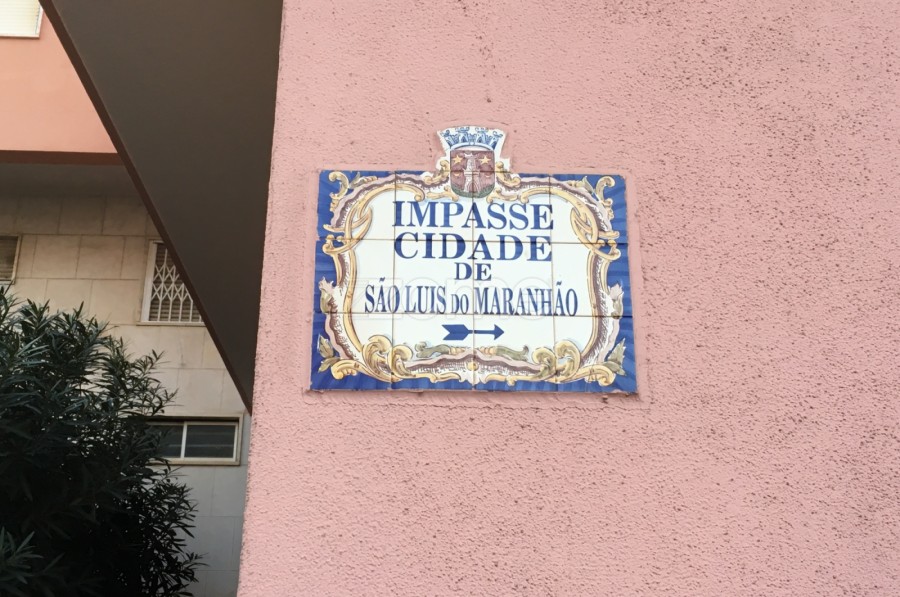 IMPASSE
CIDADE
DE
SÃO LUIS DO MARANHÃO